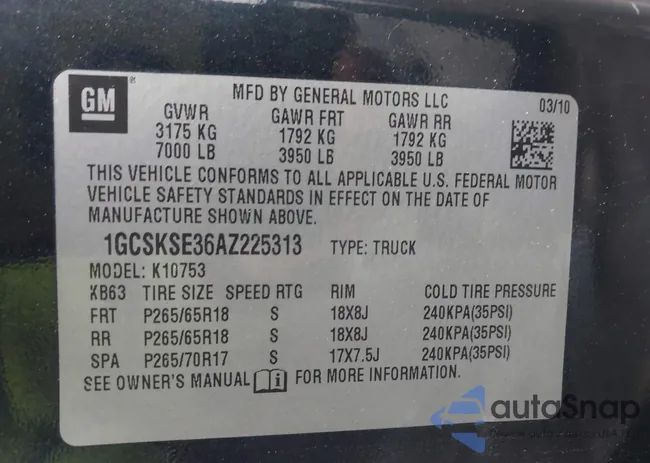 GM
MFD BY GENERAL MOTORS LLC
03/10
GVWR GAWR FRT GAWR RR
3175 KG 1792 KG 1792 KG
7000 LB 3950 LB 3950 LB
THIS VEHICLE CONFORMS TO ALL APPLICABLE U.S. FEDERAL MOTOR
VEHICLE SAFETY STANDARDS IN EFFECT ON THE DATE OF
MANUFACTURE SHOWN ABOVE.
1GCSKSE36AZ225313 TYPE: TRUCK
MODEL: K10753
XB63 TIRE SIZE SPEED RTG RIM COLD TIRE PRESSURE
FRT P265/65R18 S 18X8J 240KPA(35PSI)
RR P265/65R18 S 18X8J 240KPA(35PSI)
SPA P265/70R17 S 17X7.5J 240KPA(35PSI)
SEE OWNER'S MANUAL FOR MORE INFORMATION.
autoSnap